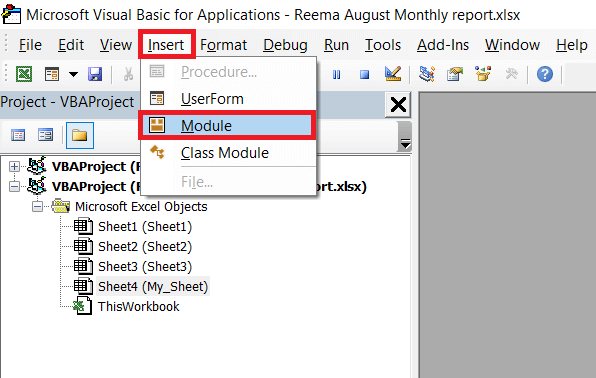 Microsoft Visual Basic for Applications - Reema August Monthly report.xlsx
File Edit View Insert Format Debug Run Tools Add-Ins Window Help
Procedure...
Project - VBAProject
UserForm
Module
Class Module
File...
VBAProject (
VBAProject ( port.xlsx)
Microsoft Excel Objects
Sheet1 (Sheet1)
Sheet2 (Sheet2)
Sheet3 (Sheet3)
Sheet4 (My_Sheet)
ThisWorkbook